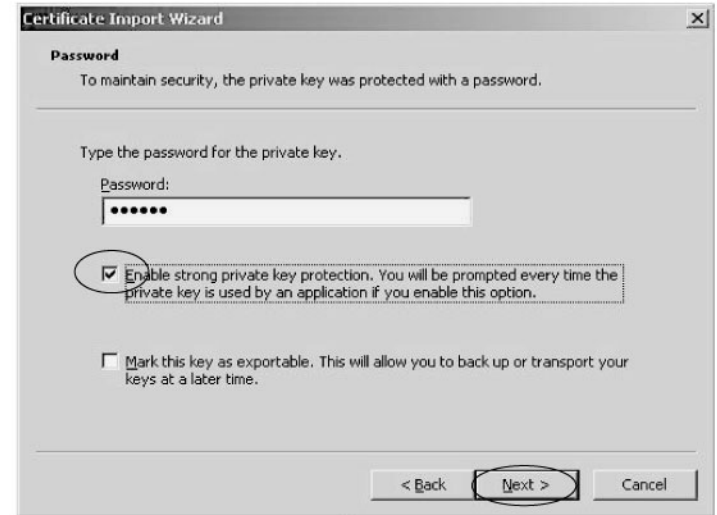 Certificate Import Wizard
Password
To maintain security, the private key was protected with a password.
Type the password for the private key.
Password:
••••••
Enable strong private key protection. You will be prompted every time the
private key is used by an application if you enable this option.
Mark this key as exportable. This will allow you to back up or transport your
keys at a later time.
< Back Next > Cancel